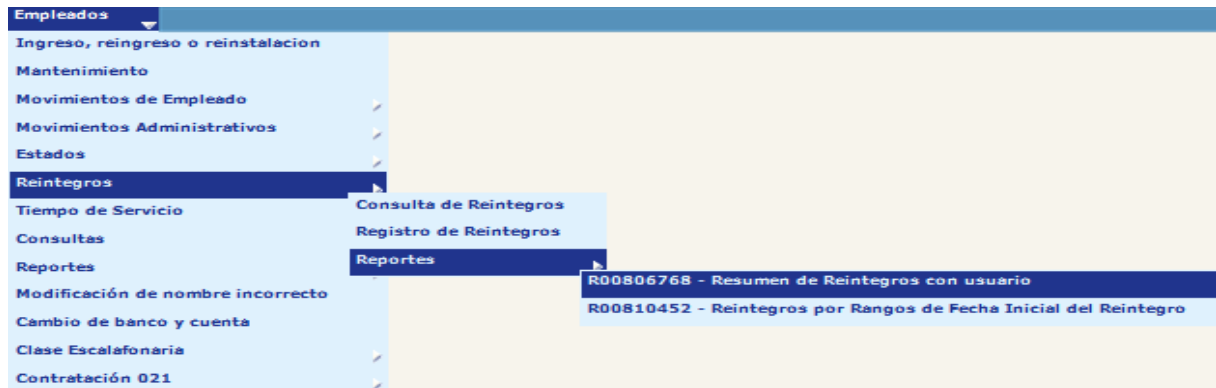 Empleados
Ingreso, reingreso o reinstalacion
Mantenimiento
Movimientos de Empleado
Movimientos Administrativos
Estados
Reintegros
Tiempo de Servicio
Consultas
Reportes
Modificación de nombre incorrecto
Cambio de banco y cuenta
Clase Escalafonaria
Contratación 021
Consulta de Reintegros
Registro de Reintegros
Reportes
R00806768 - Resumen de Reintegros con usuario
R00810452 - Reintegros por Rangos de Fecha Inicial del Reintegro